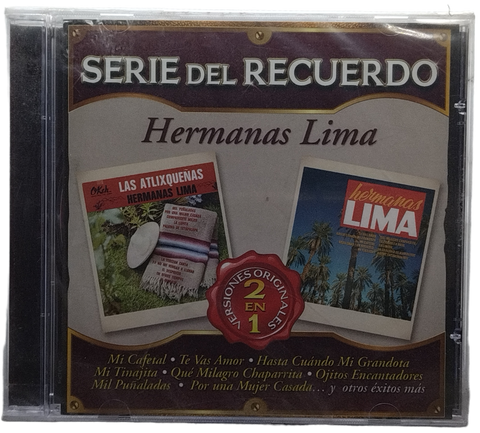 SERIE DEL RECUERDO
Hermanas Lima
Okeh
LAS ATLIXQUEÑAS
HERMANAS LIMA
hermanas
LIMA
VERSIONES ORIGINALES
2
EN
1
Mi Cafetal • Te Vas Amor • Hasta Cuándo Mi Grandota
Mi Tinajita • Qué Milagro Chaparrita • Ojitos Encantadores
Mil Puñaladas • Por una Mujer Casada... y otros éxitos más